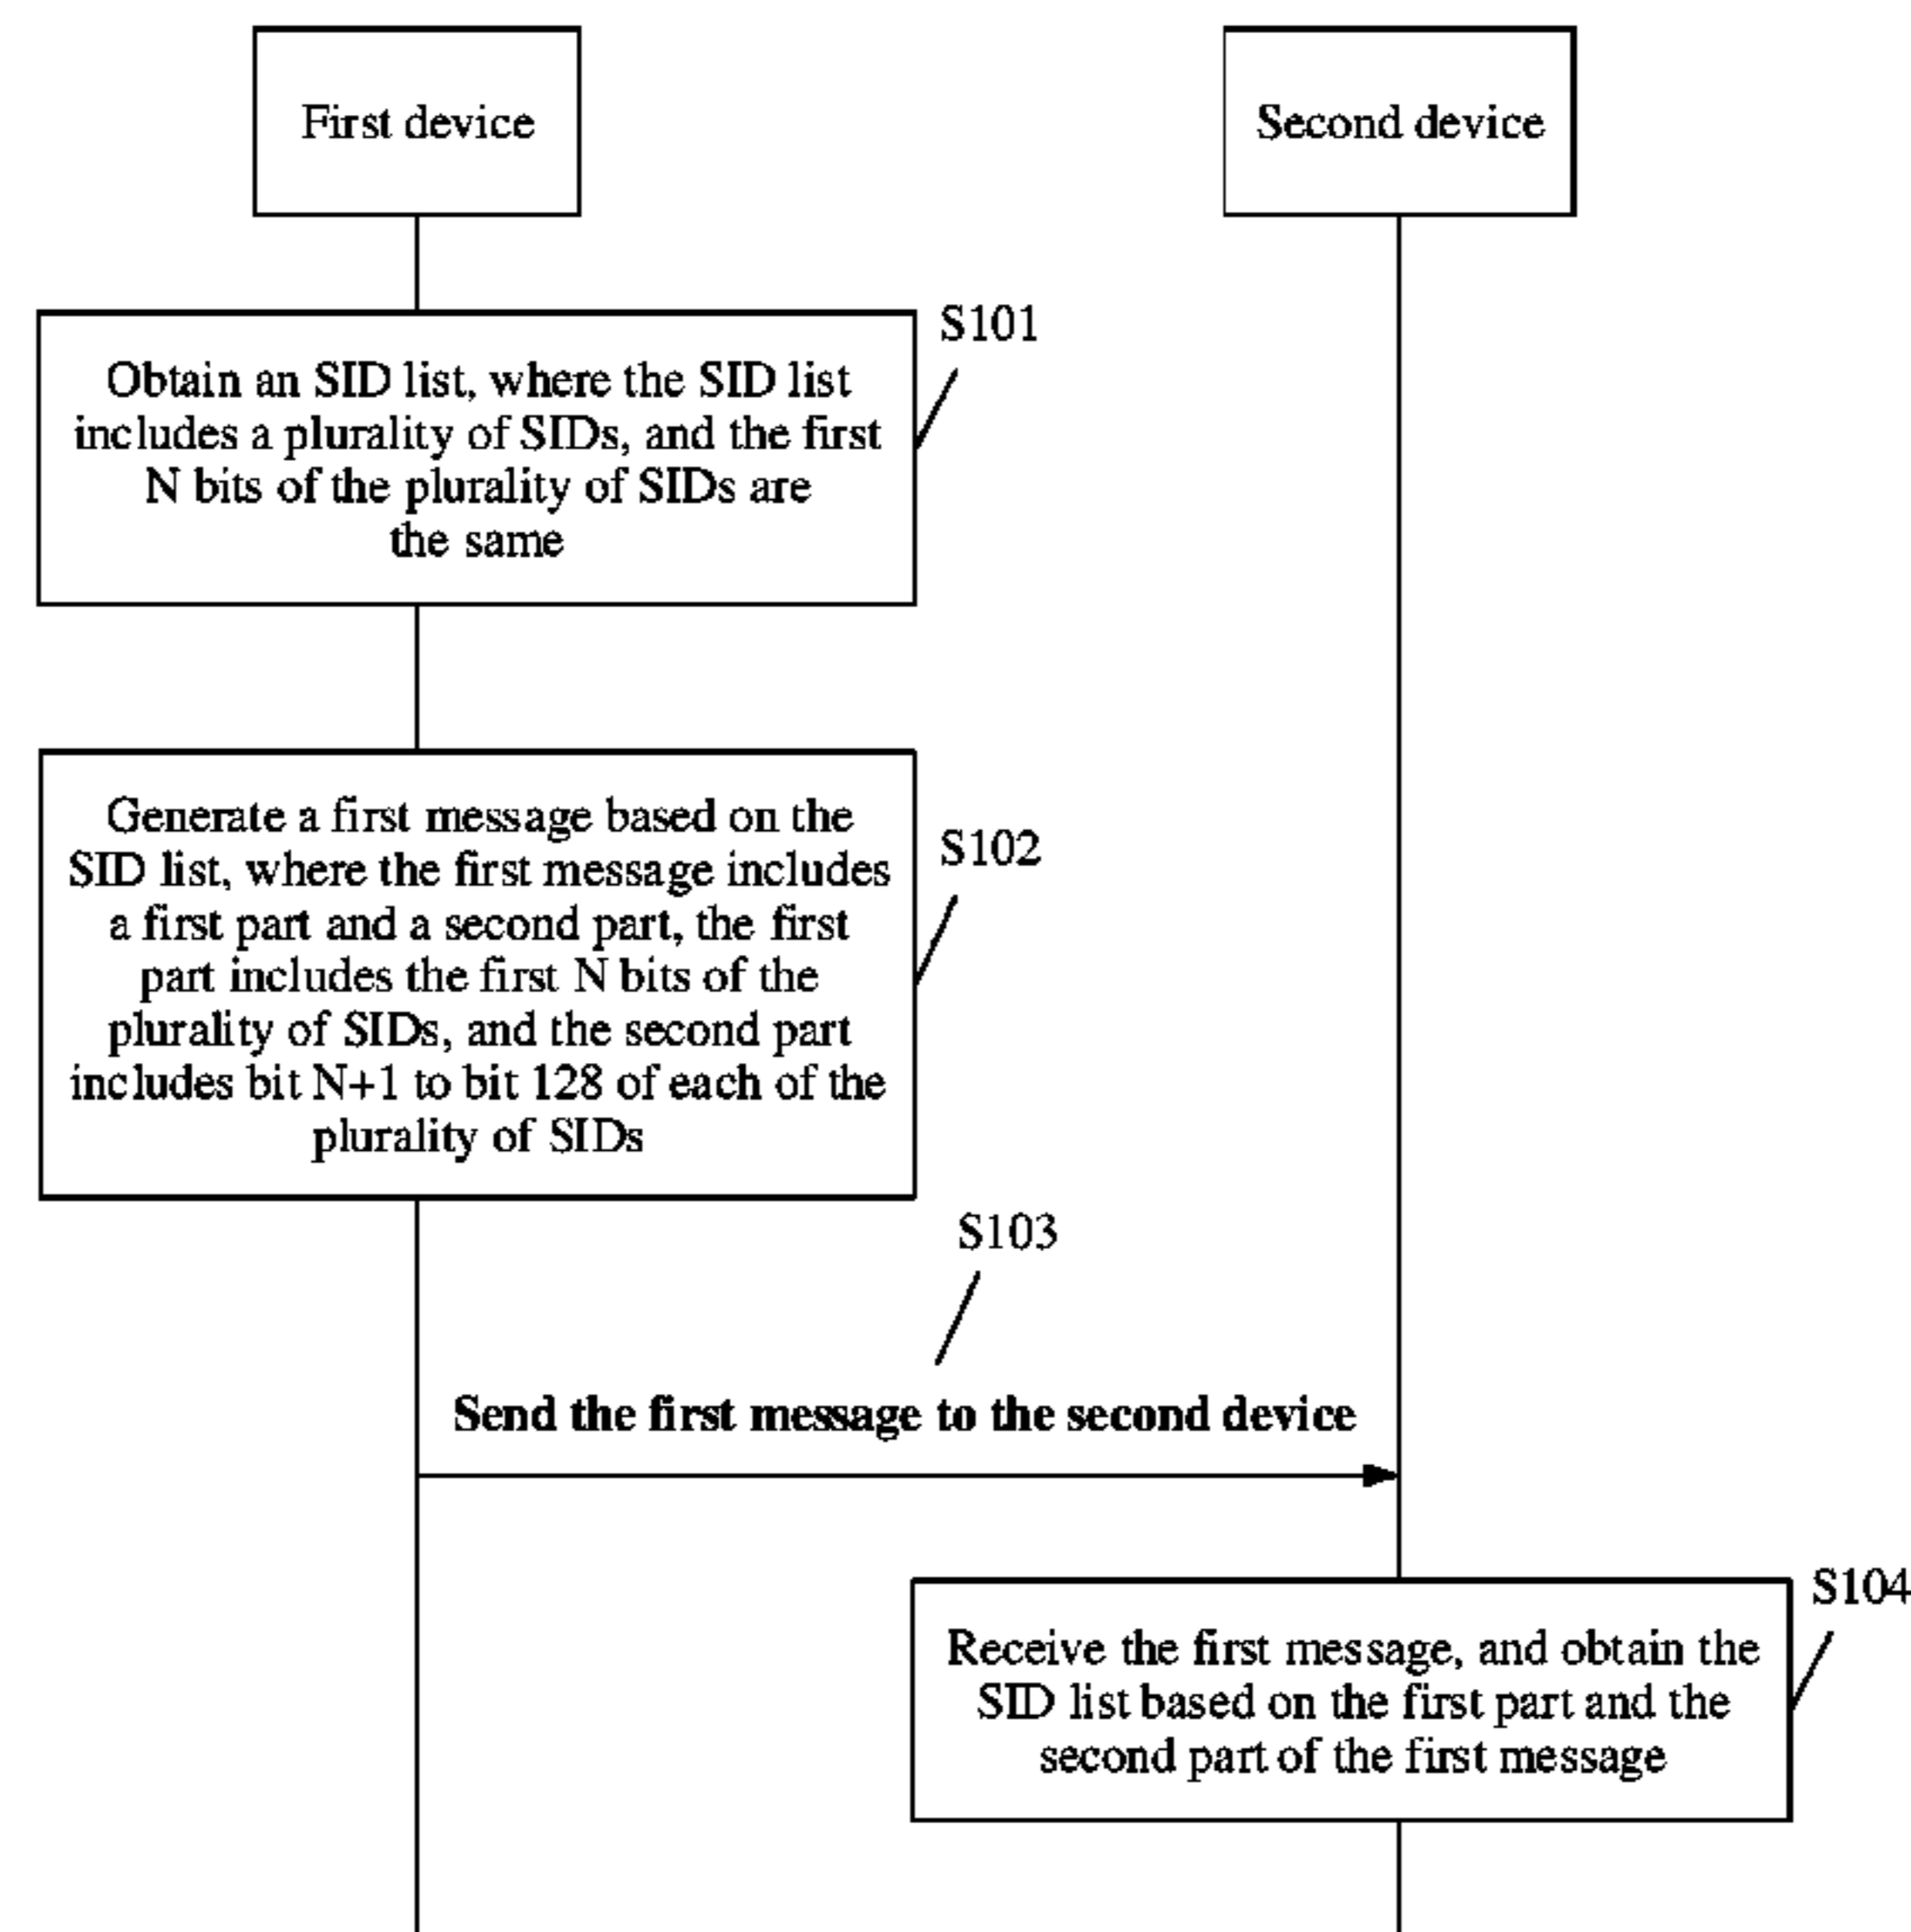 First device
Second device
S101
Obtain an SID list, where the SID list
includes a plurality of SIDs, and the first
N bits of the plurality of SIDs are
the same
S102
Generate a first message based on the
SID list, where the first message includes
a first part and a second part, the first
part includes the first N bits of the
plurality of SIDs, and the second part
includes bit N+1 to bit 128 of each of the
plurality of SIDs
S103
Send the first message to the second device
S104
Receive the first message, and obtain the
SID list based on the first part and the
second part of the first message